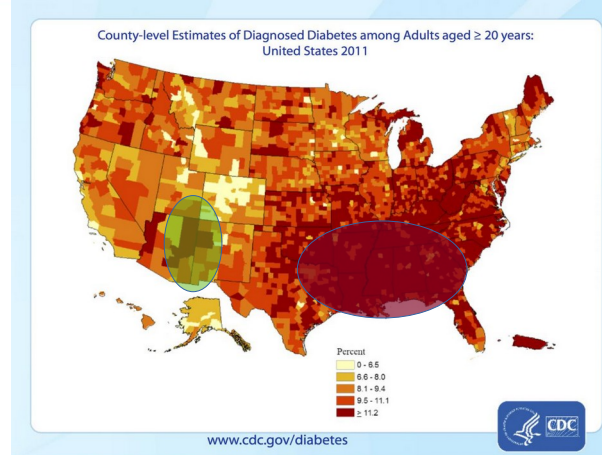 County-level Estimates of Diagnosed Diabetes among Adults aged ≥ 20 years:
United States 2011
Percent
0 - 6.5
6.6 - 8.0
8.1 - 9.4
9.5 - 11.1
≥ 11.2
www.cdc.gov/diabetes
CDC